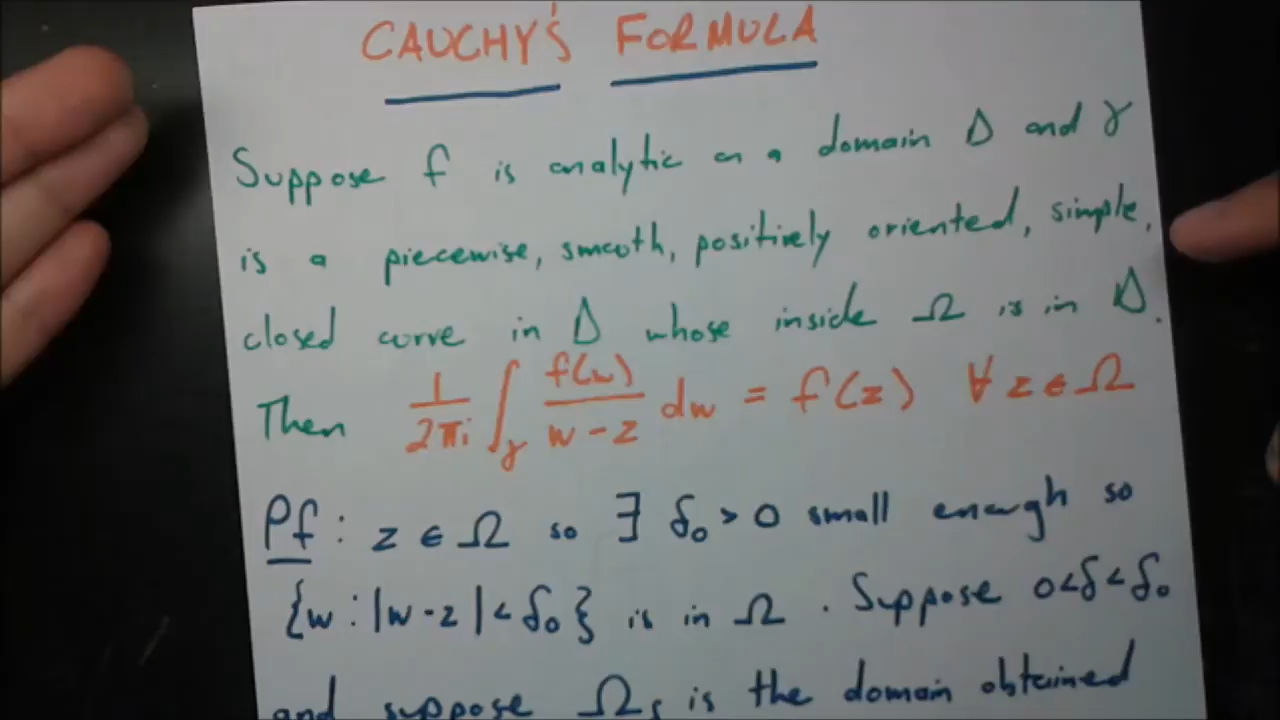 CAUCHY'S FORMULA
Suppose f is analytic on a domain D and γ
is a piecewise, smooth, positively oriented, simple,
closed curve in D whose inside Ω is in D.
Then 1/2πi ∫_γ f(w)/w-z dw = f(z) ∀ z ∈ Ω
Pf: z ∈ Ω so ∃ δ₀ > 0 small enough so
{w : |w-z| < δ₀} is in Ω. Suppose 0<δ<δ₀
and suppose Ω_δ is the domain obtained